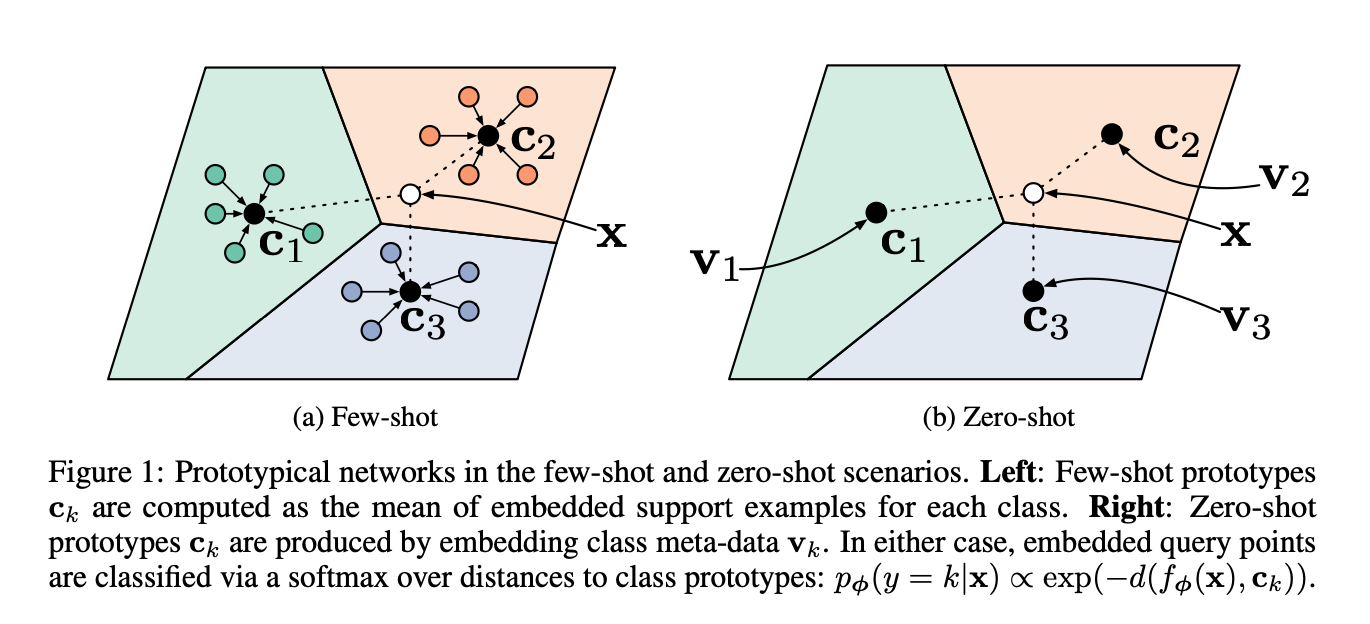 c2
c1
c3
x
(a) Few-shot
c2
v2
c1
x
v1
c3
v3
(b) Zero-shot
Figure 1: Prototypical networks in the few-shot and zero-shot scenarios. Left: Few-shot prototypes
ck are computed as the mean of embedded support examples for each class. Right: Zero-shot
prototypes ck are produced by embedding class meta-data vk. In either case, embedded query points
are classified via a softmax over distances to class prototypes: pϕ(y = k|x) ∝ exp(−d(fϕ(x), ck)).